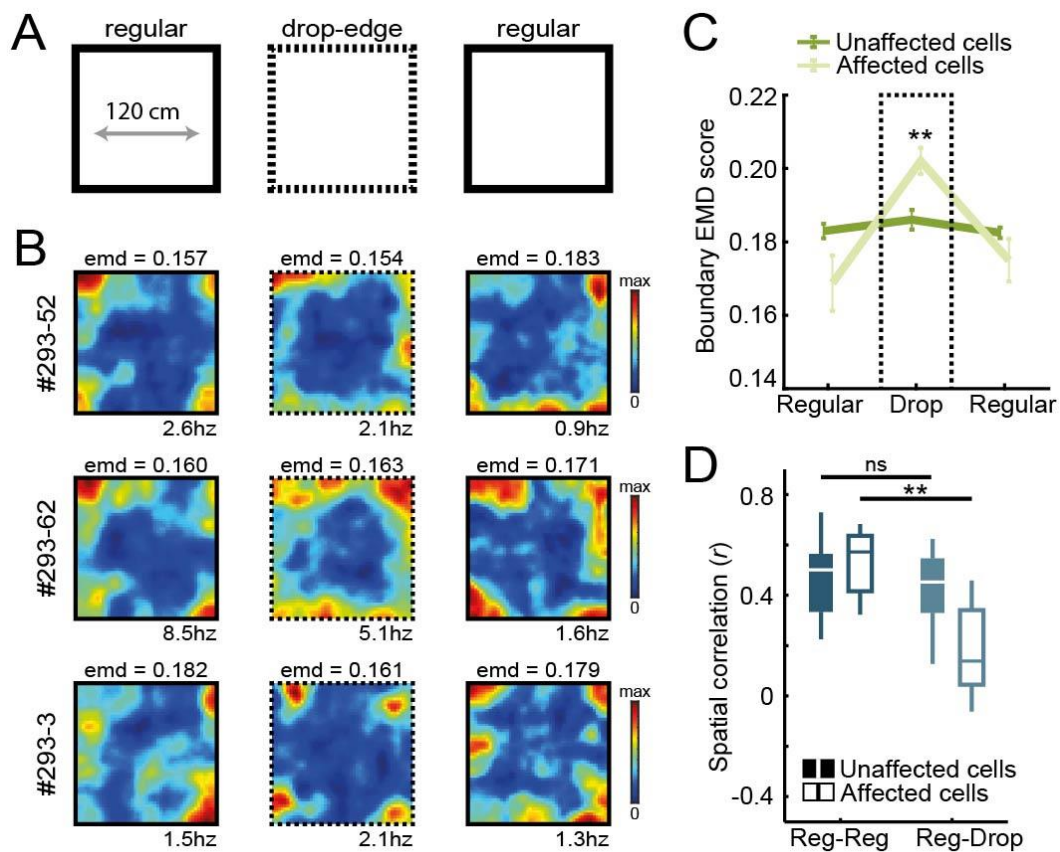 A
regular
drop-edge
regular
120 cm
B
emd = 0.157
emd = 0.154
emd = 0.183
#293-52
max
0
2.6hz
2.1hz
0.9hz
emd = 0.160
emd = 0.163
emd = 0.171
#293-62
max
0
8.5hz
5.1hz
1.6hz
emd = 0.182
emd = 0.161
emd = 0.179
#293-3
max
0
1.5hz
2.1hz
1.3hz
C
Unaffected cells
Affected cells
Boundary EMD score
0.22
0.20
0.18
0.16
0.14
**
Regular
Drop
Regular
D
ns
**
Spatial correlation (r)
0.8
0.4
0
-0.4
Unaffected cells
Affected cells
Reg-Reg
Reg-Drop